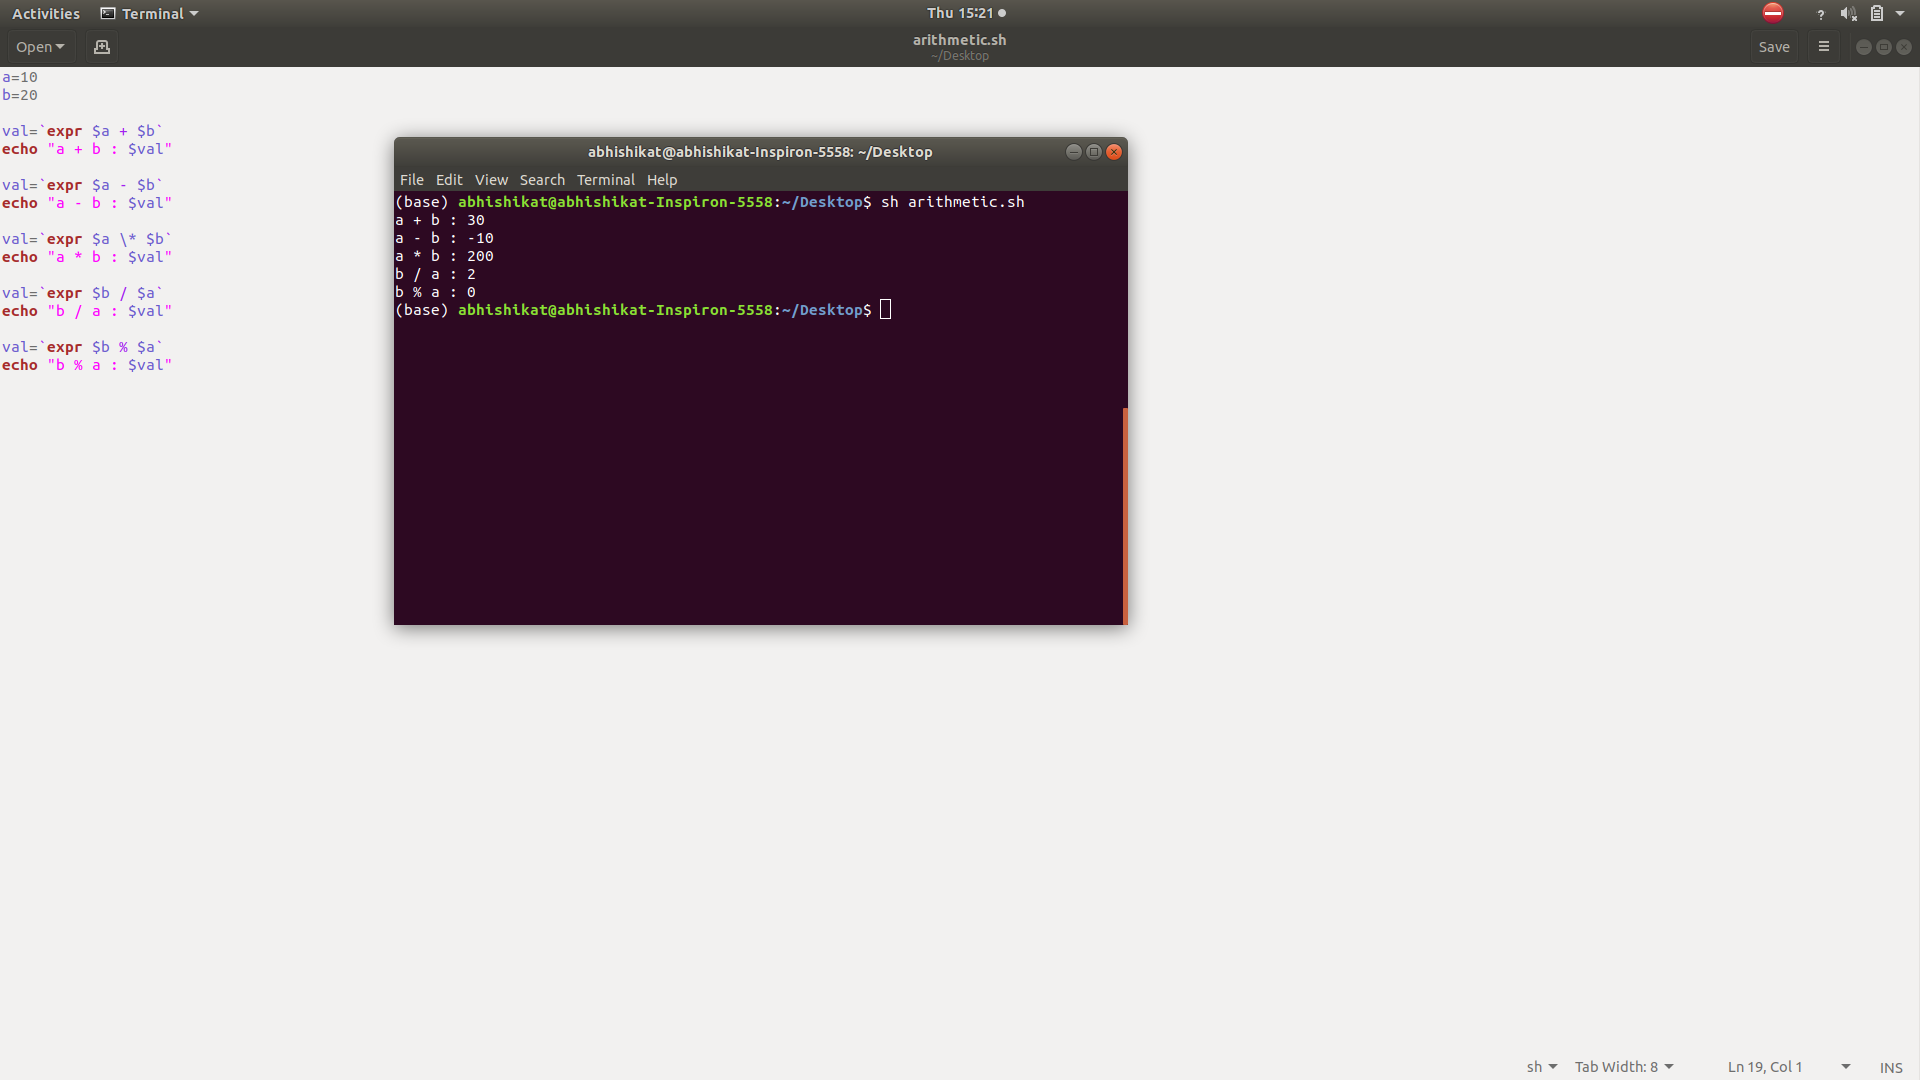 Activities Terminal Thu 15:21 ?
Open arithmetic.sh Save
~/Desktop
a=10
b=20
val=`expr $a + $b`
echo "a + b : $val"
val=`expr $a - $b`
echo "a - b : $val"
val=`expr $a \* $b`
echo "a * b : $val"
val=`expr $b / $a`
echo "b / a : $val"
val=`expr $b % $a`
echo "b % a : $val"
abhishikat@abhishikat-Inspiron-5558: ~/Desktop
File Edit View Search Terminal Help
(base) abhishikat@abhishikat-Inspiron-5558:~/Desktop$ sh arithmetic.sh
a + b : 30
a - b : -10
a * b : 200
b / a : 2
b % a : 0
(base) abhishikat@abhishikat-Inspiron-5558:~/Desktop$
sh Tab Width: 8 Ln 19, Col 1 INS